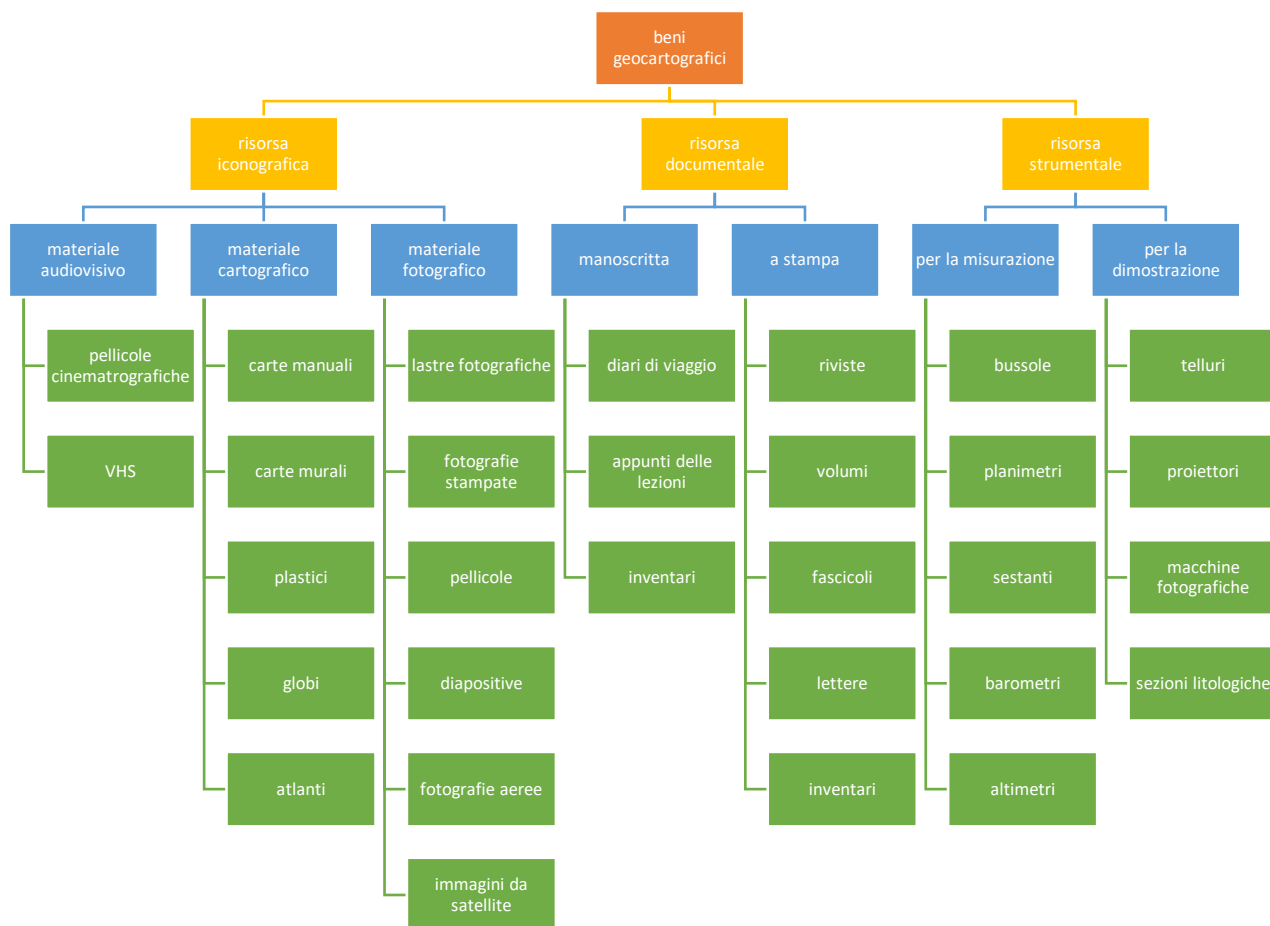 beni
geocartografici
risorsa
iconografica
risorsa
documentale
risorsa
strumentale
materiale
audiovisivo
materiale
cartografico
materiale
fotografico
manoscritta
a stampa
per la misurazione
per la
dimostrazione
pellicole
cinematrografiche
carte manuali
lastre fotografiche
diari di viaggio
riviste
bussole
telluri
VHS
carte murali
fotografie
stampate
appunti delle
lezioni
volumi
planimetri
proiettori
plastici
pellicole
inventari
fascicoli
sestanti
macchine
fotografiche
globi
diapositive
lettere
barometri
sezioni litologiche
atlanti
fotografie aeree
inventari
altimetri
immagini da
satellite